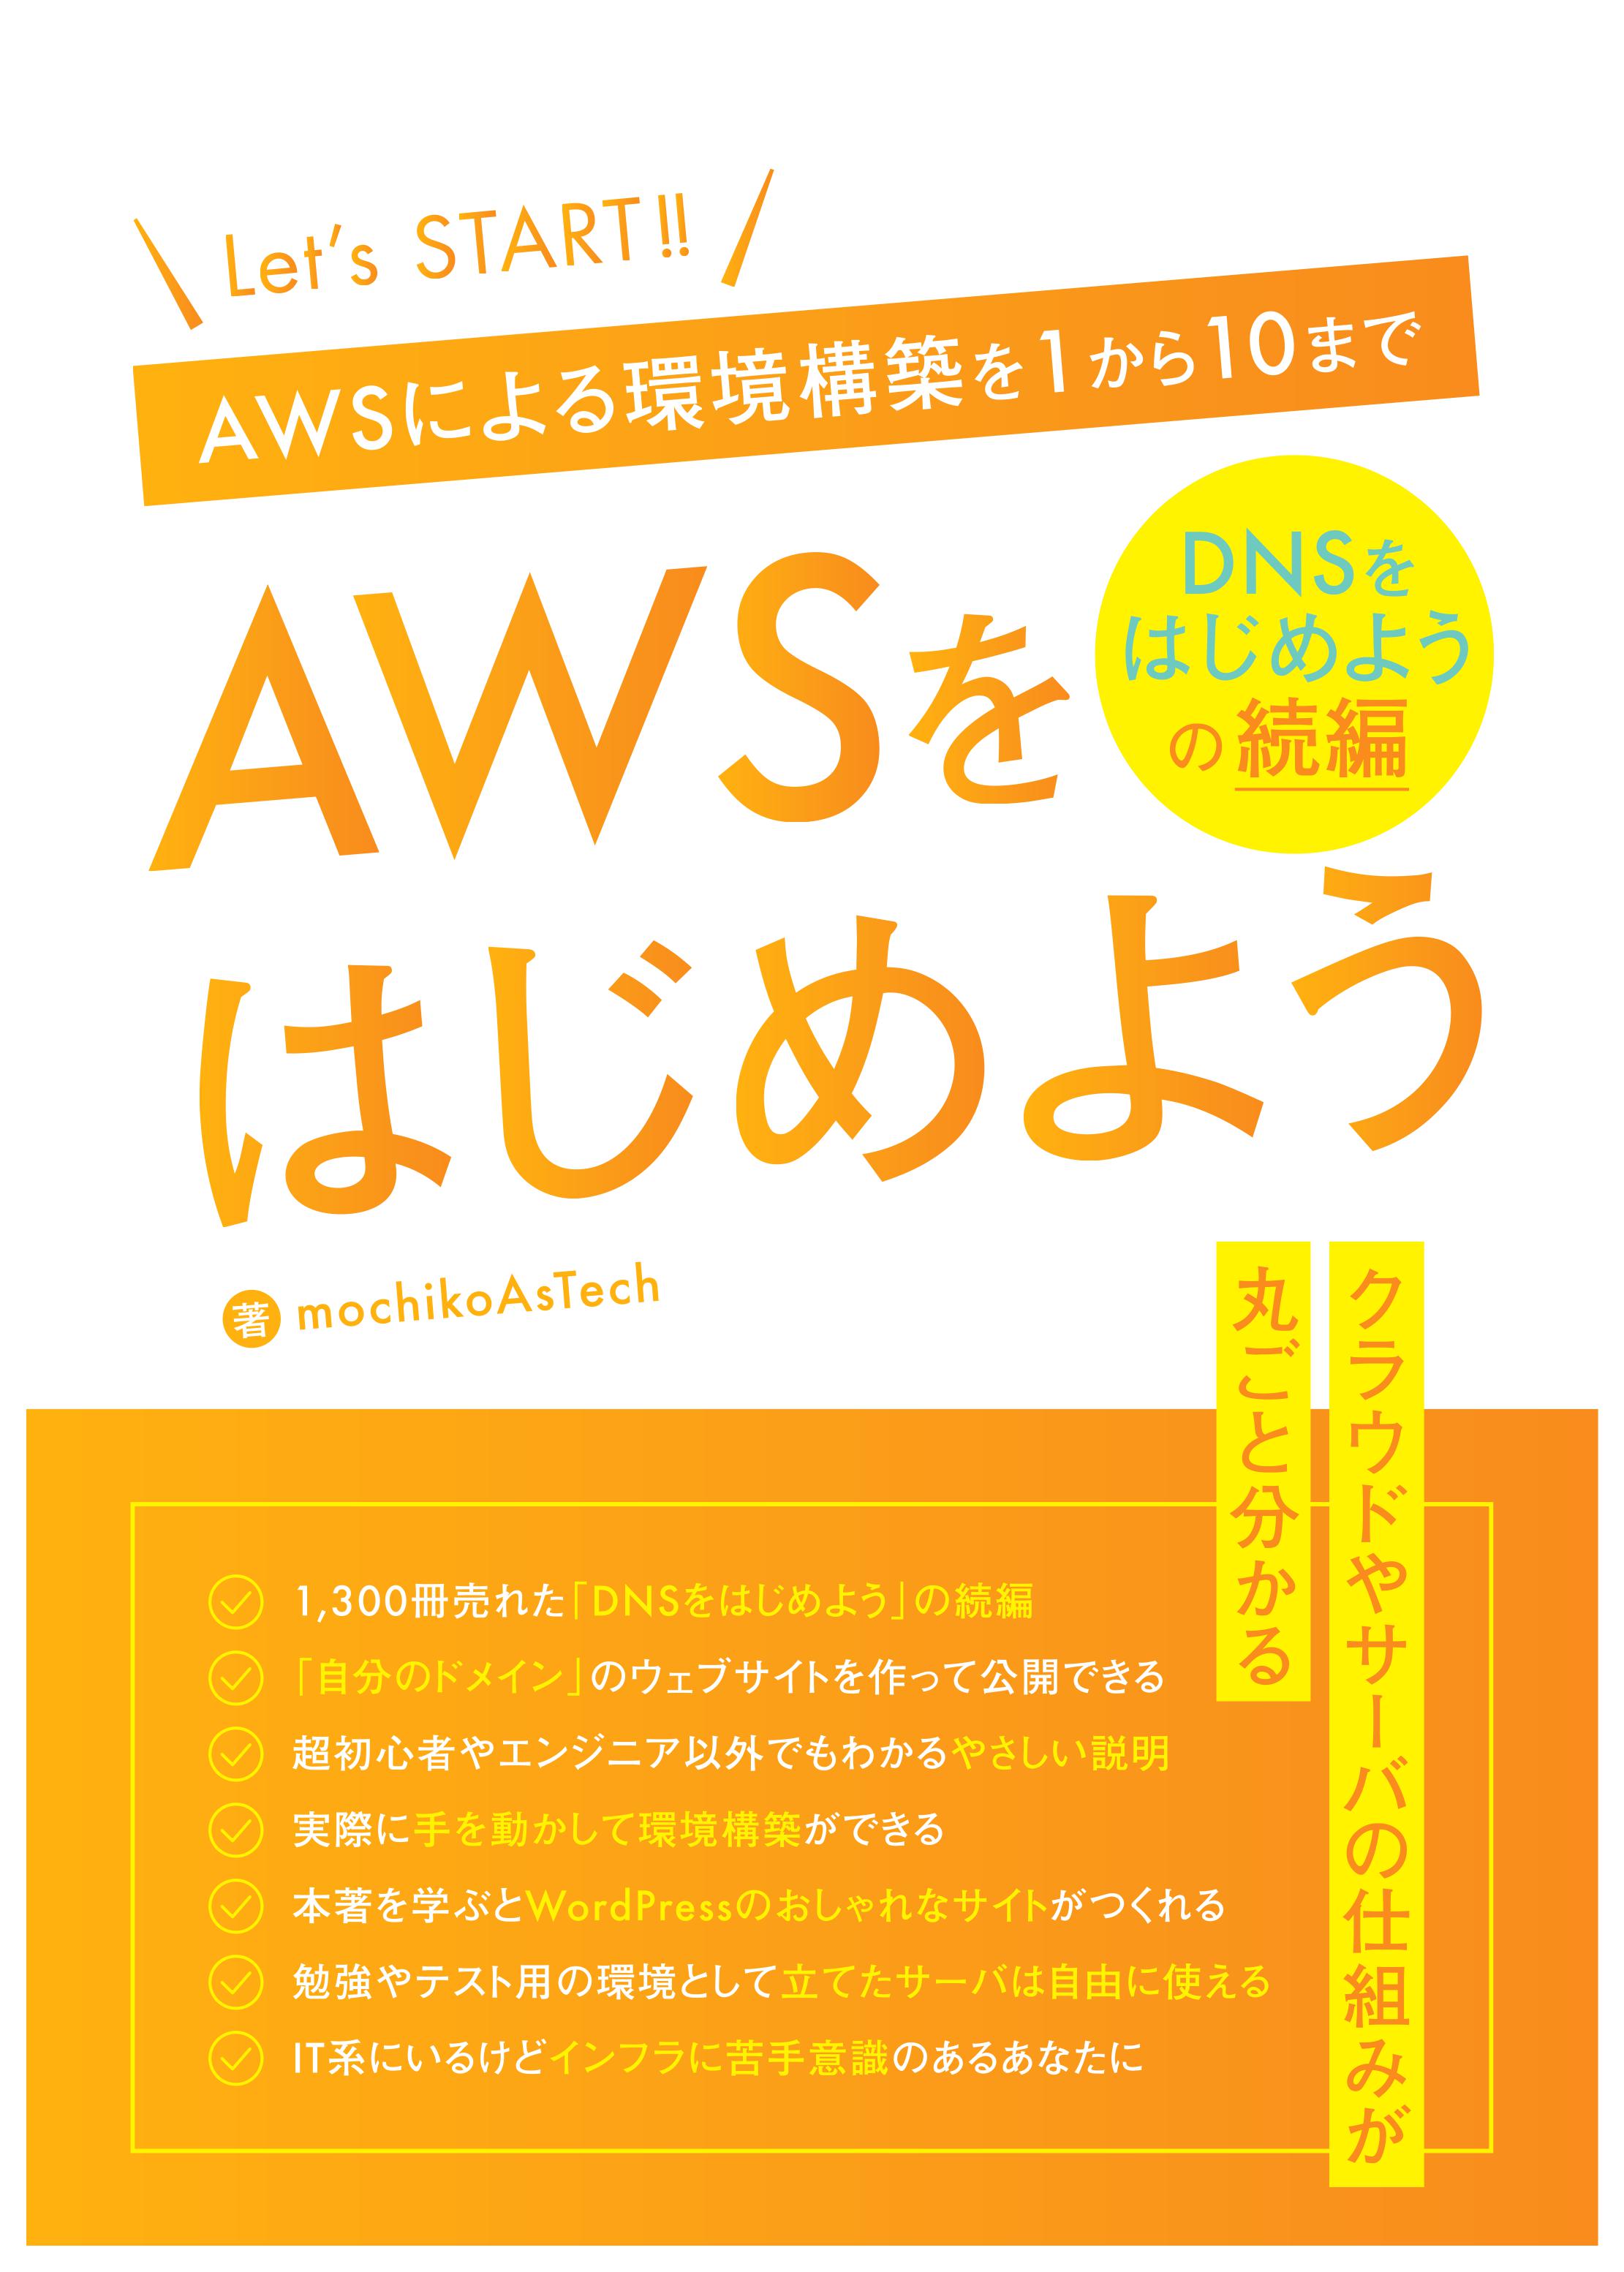 Let's START!!
AWSによる環境構築を1から10まで
AWSを
はじめよう
DNSを
はじめよう
の続編
著 mochikoAsTech
クラウドやサーバの仕組みが
丸ごと分かる
1,300冊売れた「DNSをはじめよう」の続編
「自分のドメイン」のウェブサイトを作って公開できる
超初心者やエンジニア以外でもわかるやさしい説明
実際に手を動かして環境構築ができる
本著を学ぶとWordPressのおしゃれなサイトがつくれる
勉強やテスト用の環境として立てたサーバは自由に使える
IT系にいるけどインフラに苦手意識のあるあなたに